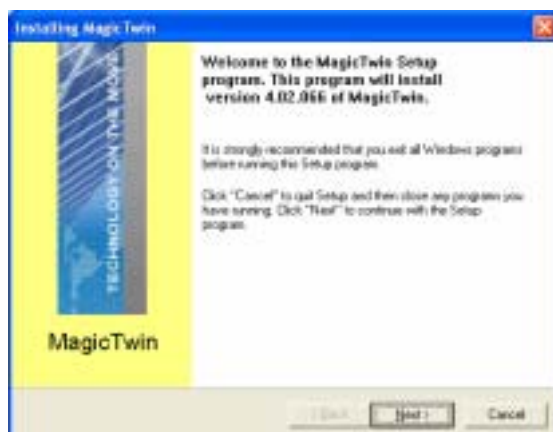 Installing MagicTwin
TECHNOLOGY ON THE MOVE
MagicTwin
Welcome to the MagicTwin Setup
program. This program will install
version 4.02.066 of MagicTwin.
It is strongly recommended that you exit all Windows programs
before running this Setup program.
Click "Cancel" to quit Setup and then close any programs you
have running. Click "Next" to continue with the Setup
program.
< Back
Next >
Cancel